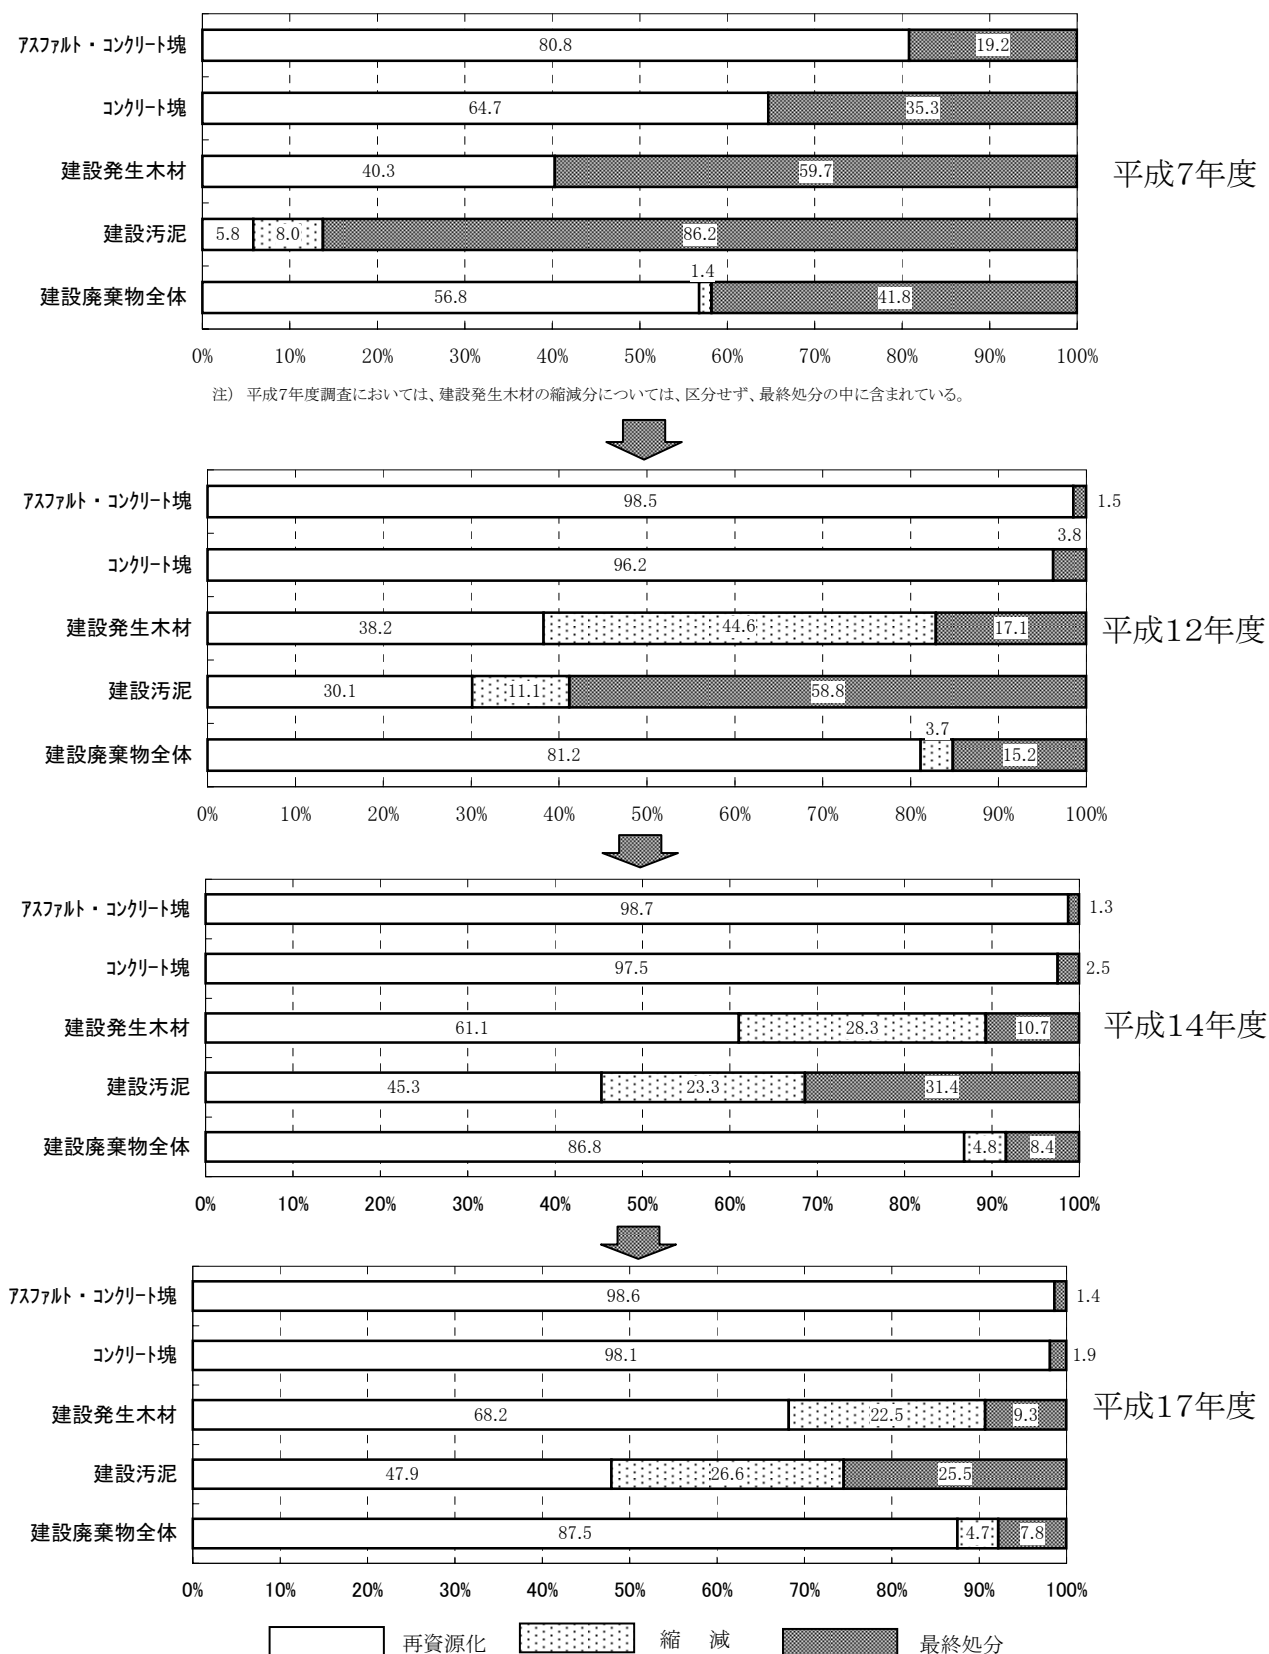 アスファルト・コンクリート塊 80.8 19.2
コンクリート塊 64.7 35.3
建設発生木材 40.3 59.7
平成7年度
建設汚泥 5.8 8.0 86.2
1.4
建設廃棄物全体 56.8 41.8
0% 10% 20% 30% 40% 50% 60% 70% 80% 90% 100%
注) 平成7年度調査においては、建設発生木材の縮減分については、区分せず、最終処分の中に含まれている。
アスファルト・コンクリート塊 98.5 1.5
3.8
コンクリート塊 96.2
建設発生木材 38.2 44.6 17.1
平成12年度
建設汚泥 30.1 11.1 58.8
3.7
建設廃棄物全体 81.2 15.2
0% 10% 20% 30% 40% 50% 60% 70% 80% 90% 100%
アスファルト・コンクリート塊 98.7 1.3
コンクリート塊 97.5 2.5
建設発生木材 61.1 28.3 10.7
平成14年度
建設汚泥 45.3 23.3 31.4
建設廃棄物全体 86.8 4.8 8.4
0% 10% 20% 30% 40% 50% 60% 70% 80% 90% 100%
アスファルト・コンクリート塊 98.6 1.4
コンクリート塊 98.1 1.9
建設発生木材 68.2 22.5 9.3
平成17年度
建設汚泥 47.9 26.6 25.5
建設廃棄物全体 87.5 4.7 7.8
0% 10% 20% 30% 40% 50% 60% 70% 80% 90% 100%
再資源化 縮 減 最終処分